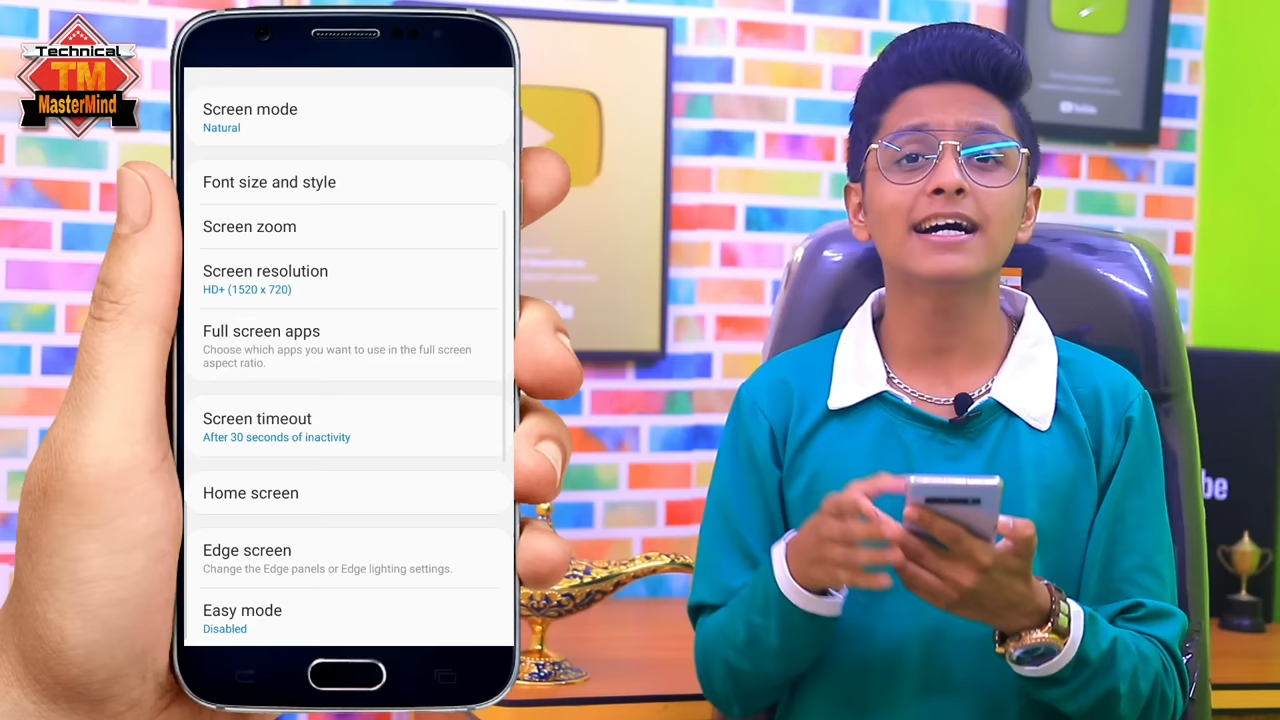 Technical
TM
MasterMind
Screen mode
Natural
Font size and style
Screen zoom
Screen resolution
HD+ (1520 x 720)
Full screen apps
Choose which apps you want to use in the full screen
aspect ratio.
Screen timeout
After 30 seconds of inactivity
Home screen
Edge screen
Change the Edge panels or Edge lighting settings.
Easy mode
Disabled
be